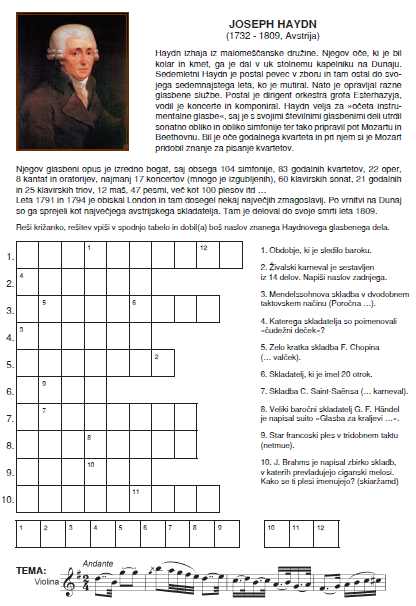 JOSEPH HAYDN
(1732 - 1809, Avstrija)
Haydn izhaja iz malomeščanske družine. Njegov oče, ki je bil
kolar in kmet, ga je dal v uk stolnemu kapelniku na Dunaju.
Sedemletni Haydn je postal pevec v zboru in tam ostal do svo-
jega sedemnajstega leta, ko je mutiral. Nato je opravljal razne
glasbene službe. Postal je dirigent orkestra grofa Esterhazyja,
vodil je koncerte in komponiral. Haydn velja za »očeta instru-
mentalne glasbe«, saj je s svojimi številnimi glasbenimi deli utrdil
sonatno obliko in obliko simfonije ter tako pripravil pot Mozartu in
Beethovnu. Bil je oče godalnega kvarteta in pri njem si je Mozart
pridobil znanje za pisanje kvartetov.
Njegov glasbeni opus je izredno bogat, saj obsega 104 simfonije, 83 godalnih kvartetov, 22 oper,
8 kantat in oratorijev, najmanj 17 koncertov (mnogo je izgubljenih), 60 klavirskih sonat, 21 godalnih
in 25 klavirskih triov, 12 maš, 47 pesmi, več kot 100 plesov itd ...
Leta 1791 in 1794 je obiskal London in tam dosegel nekaj največjih zmagoslavij. Po vrnitvi na Dunaj
so ga sprejeli kot največjega avstrijskega skladatelja. Tam je deloval do svoje smrti leta 1809.
Reši križanko, rešitev vpiši v spodnjo tabelo in dobil(a) boš naslov znanega Haydnovega glasbenega dela.
1. 1 12
2. 4
3. 5 6
4. 3
5. 2
6. 9
7. 7
8. 8
9. 10
10. 11
1. Obdobje, ki je sledilo baroku.
2. Živalski karneval je sestavljen
iz 14 delov. Napiši naslov zadnjega.
3. Mendelssohnova skladba v dvodobnem
taktovskem načinu (Poročna ...).
4. Katerega skladatelja so poimenovali
»čudežni deček«?
5. Zelo kratka skladba F. Chopina
(... valček).
6. Skladatelj, ki je imel 20 otrok.
7. Skladba C. Saint-Saënsa (... karneval).
8. Veliki baročni skladatelj G. F. Händel
je napisal suito »Glasba za kraljevi ...«.
9. Star francoski ples v tridobnem taktu
(netmue).
10. J. Brahms je napisal zbirko skladb,
v katerih prevladujejo ciganski melosi.
Kako se ti plesi imenujejo? (skiaržamd)
1 2 3 4 5 6 7 8 9 10 11 12
TEMA: Andante
Violina